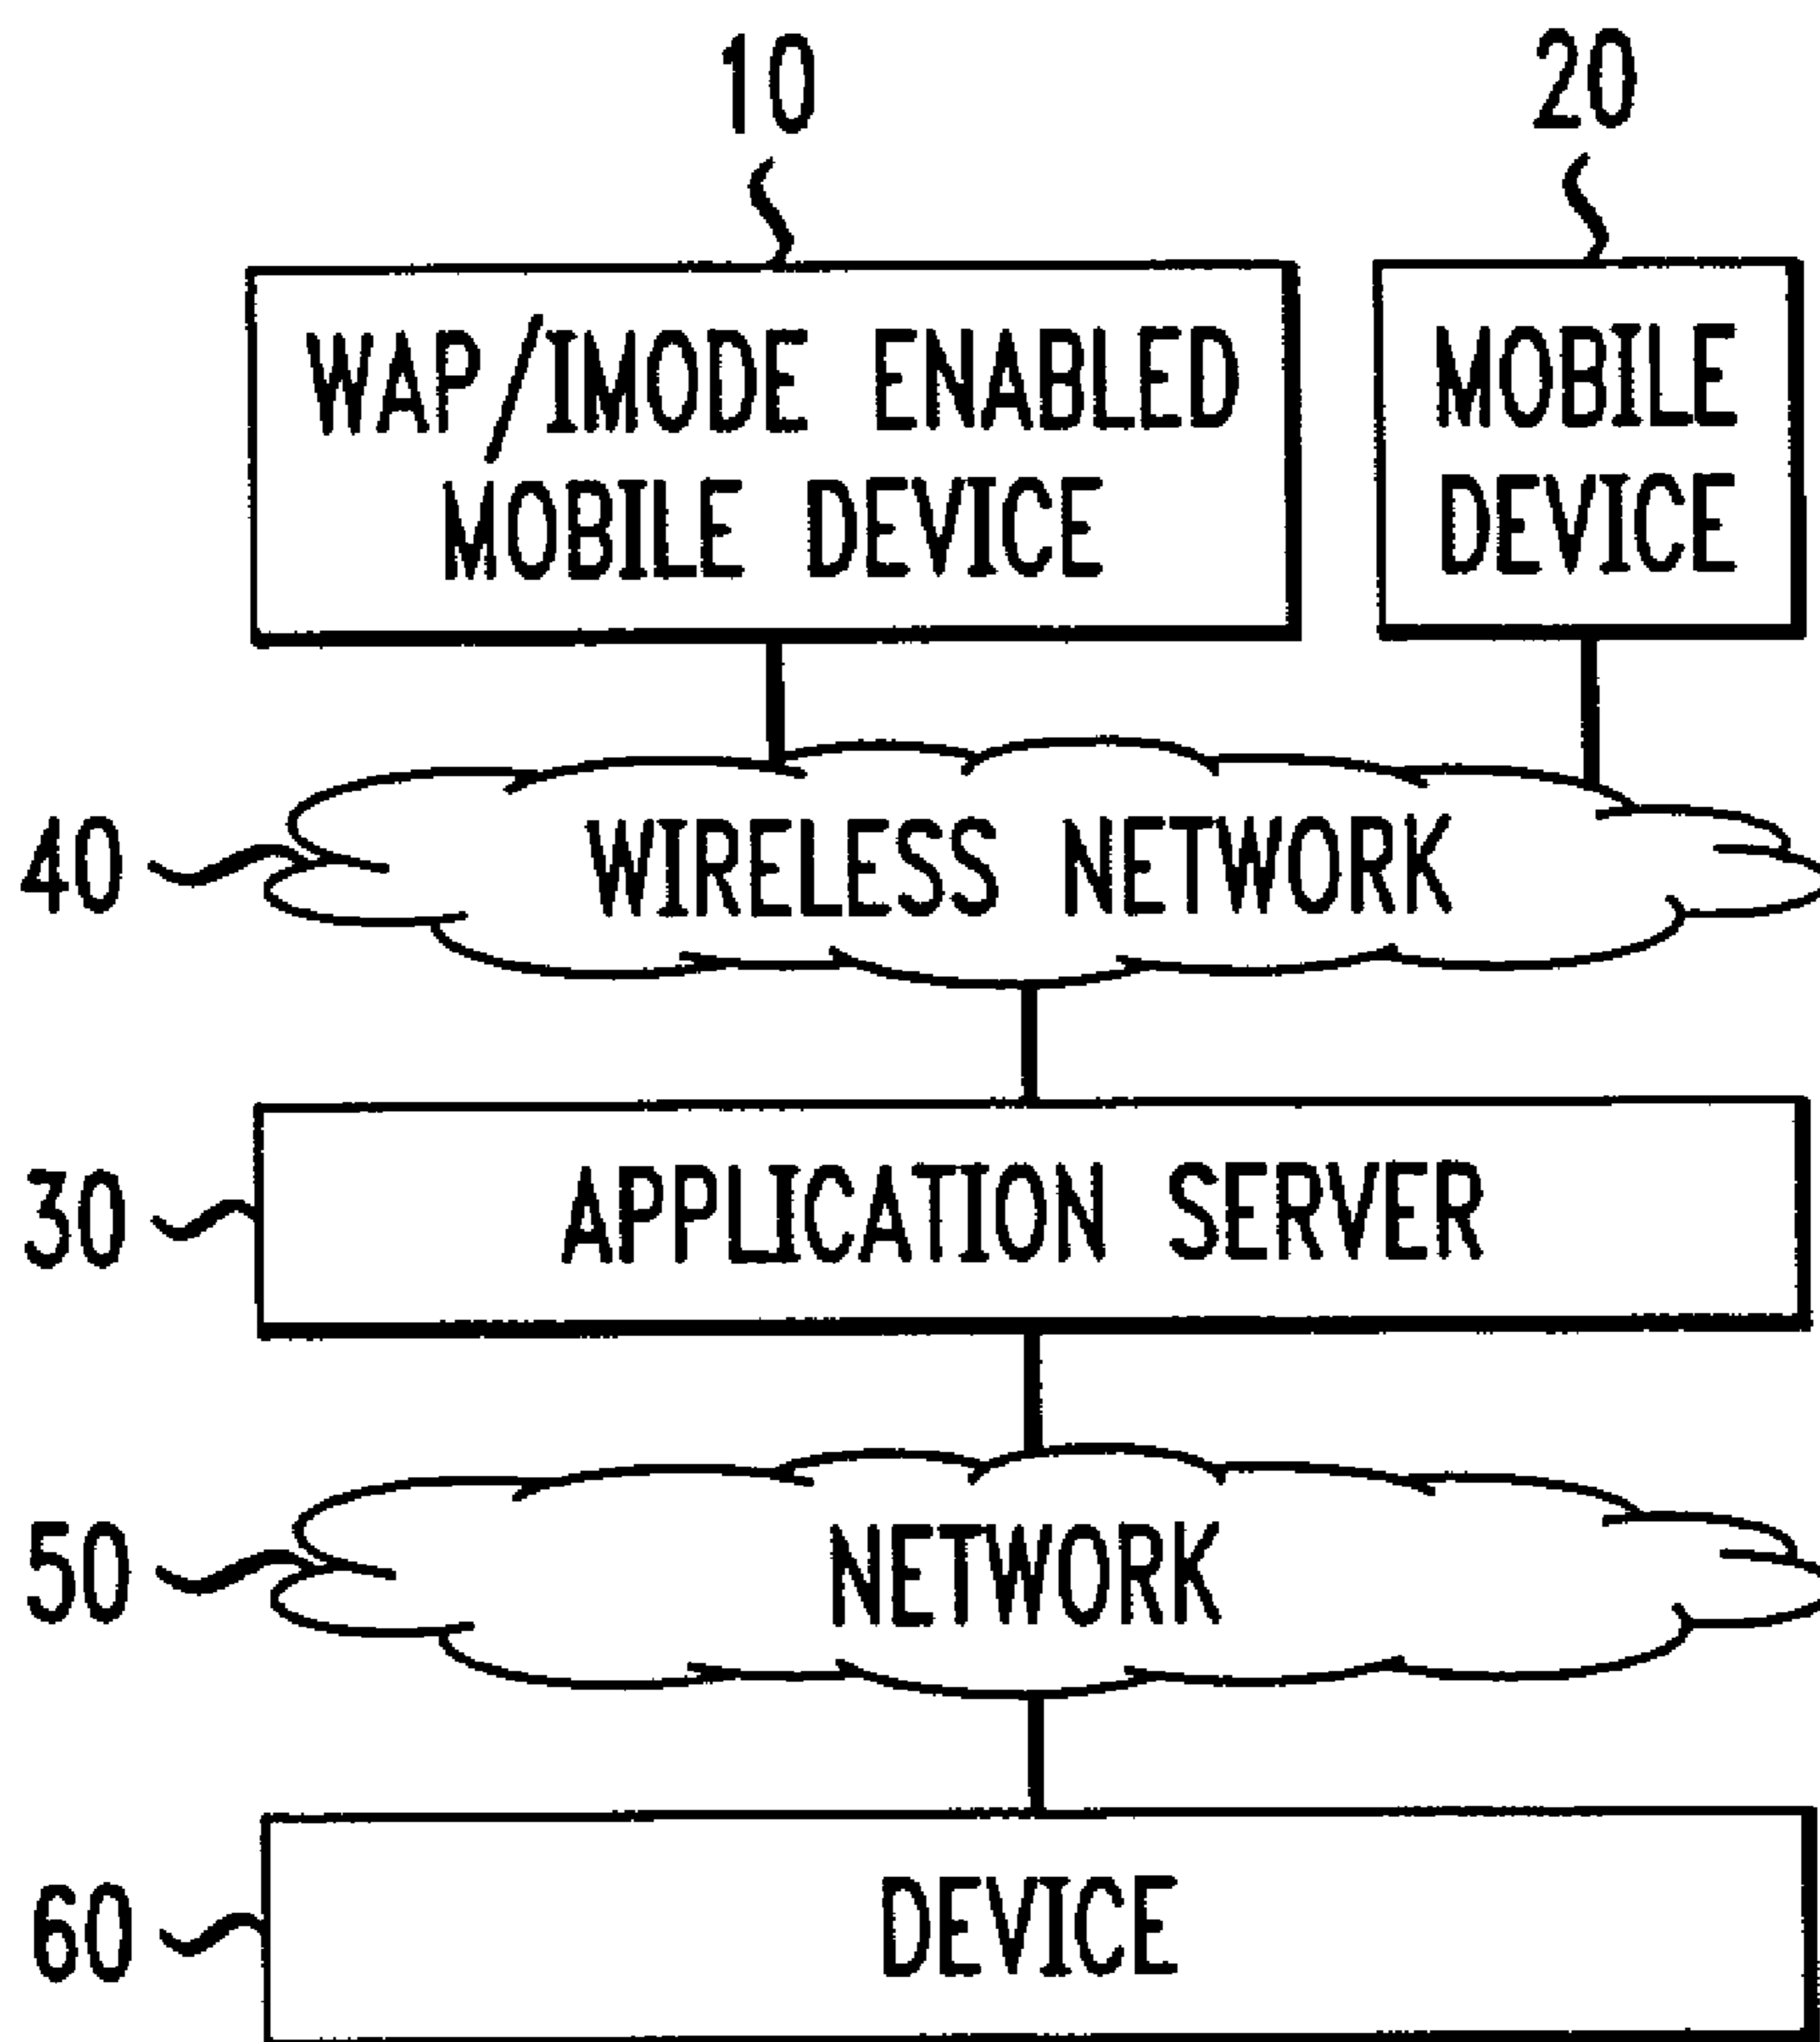 10
20
WAP/IMODE ENABLED
MOBILE DEVICE
MOBILE
DEVICE
40
WIRELESS NETWORK
30
APPLICATION SERVER
50
NETWORK
60
DEVICE